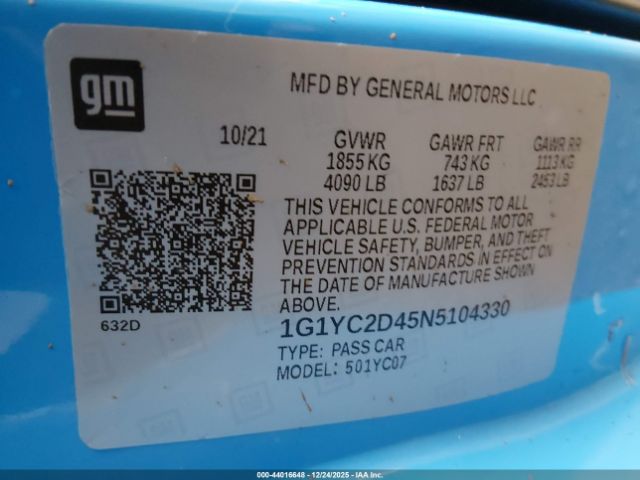 gm
MFD BY GENERAL MOTORS LLC
10/21 GVWR GAWR FRT GAWR RR
1855 KG 743 KG 1113 KG
4090 LB 1637 LB 2453 LB
THIS VEHICLE CONFORMS TO ALL
APPLICABLE U.S. FEDERAL MOTOR
VEHICLE SAFETY, BUMPER, AND THEFT
PREVENTION STANDARDS IN EFFECT ON
THE DATE OF MANUFACTURE SHOWN
ABOVE.
632D
1G1YC2D45N5104330
TYPE: PASS CAR
MODEL: 501YC07
000-44016648 - 12/24/2025 - IAA Inc.